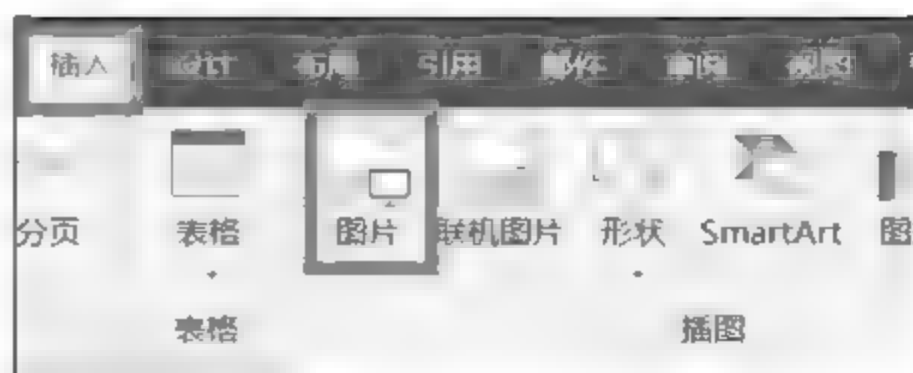 插入 设计 布局 引用 邮件 审阅 视图
分页 表格 图片 联机图片 形状 SmartArt 图
表格 插图